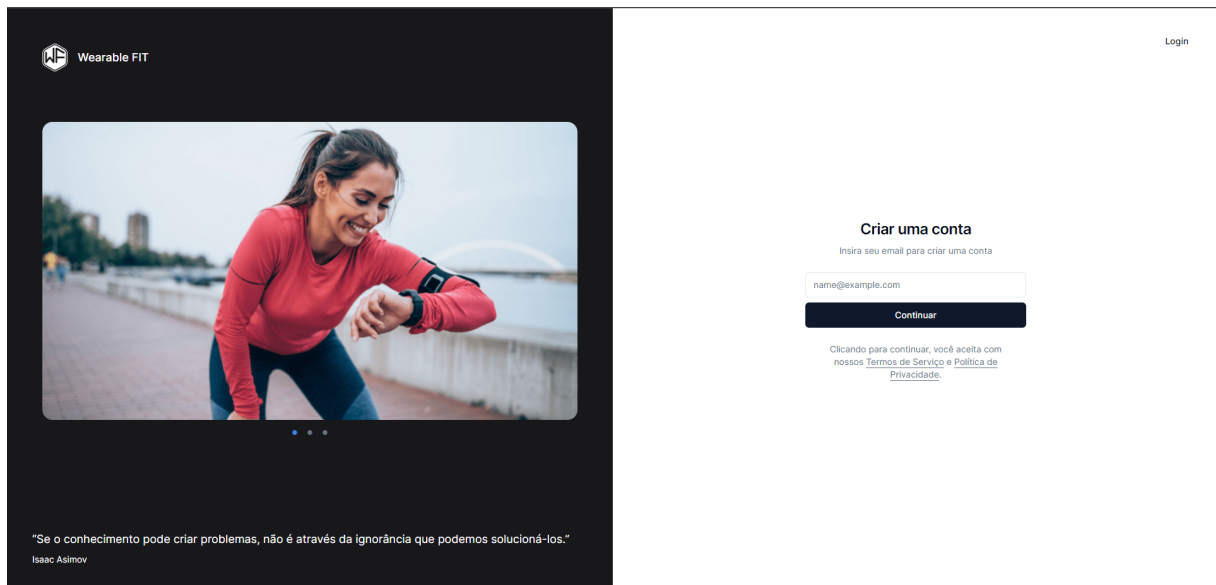 WF
Wearable FIT
“Se o conhecimento pode criar problemas, não é através da ignorância que podemos solucioná-los.”
Isaac Asimov
Login
Criar uma conta
Insira seu email para criar uma conta
name@example.com
Continuar
Clicando para continuar, você aceita com
nossos Termos de Serviço e Política de
Privacidade.